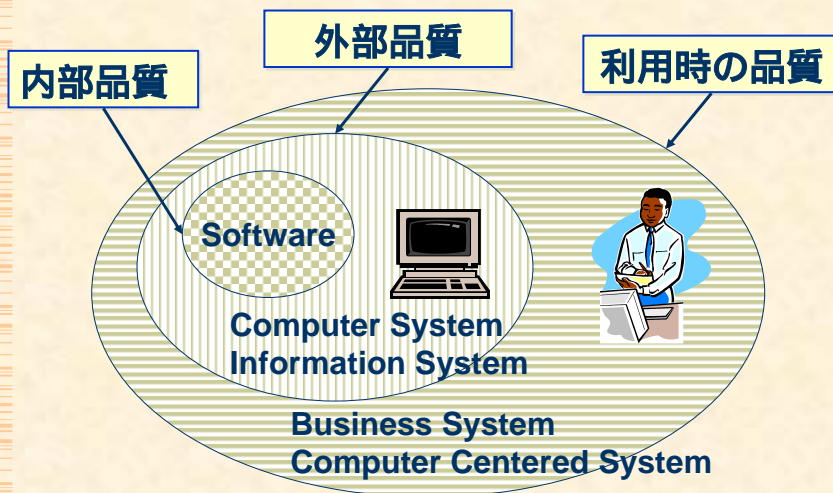 外部品質
内部品質
利用時の品質
Software
Computer System
Information System
Business System
Computer Centered System